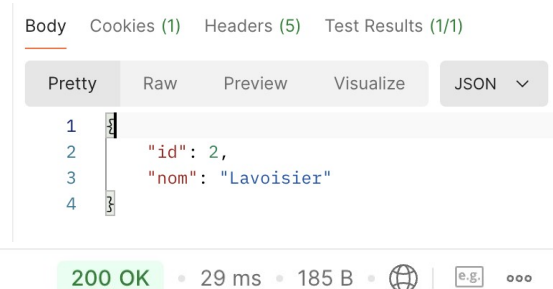 Body Cookies (1) Headers (5) Test Results (1/1)
Pretty Raw Preview Visualize JSON
1 {
2 "id": 2,
3 "nom": "Lavoisier"
4 }
200 OK 29 ms 185 B e.g.